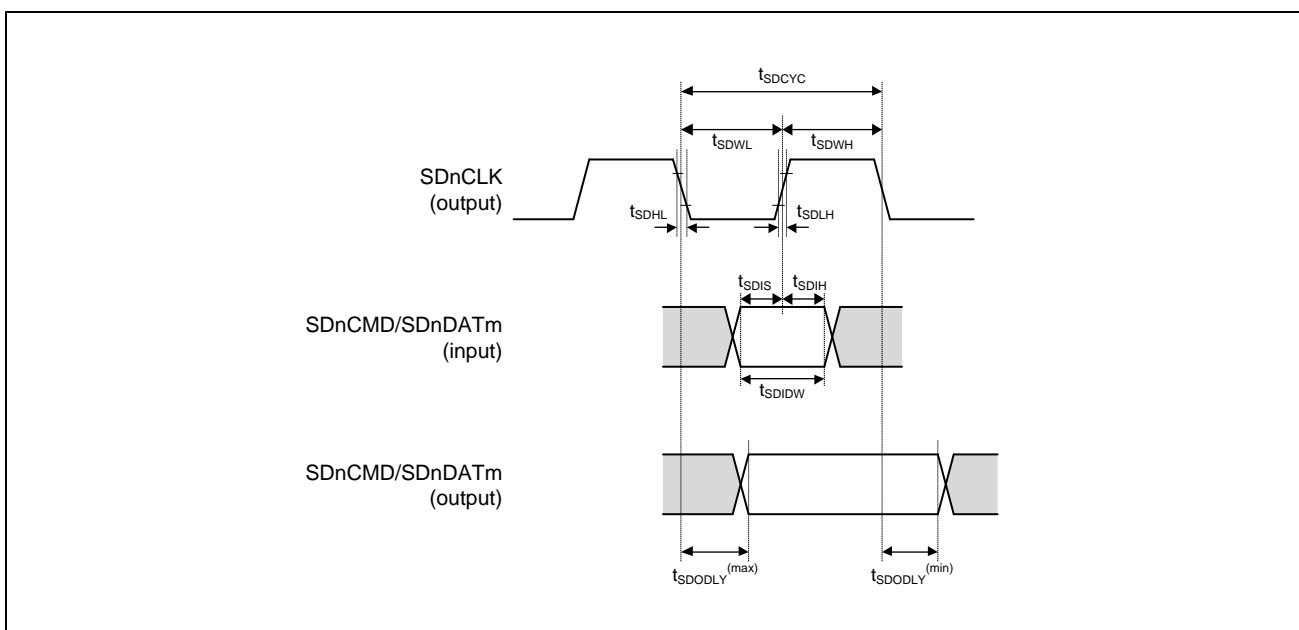 tSDCYC
tSDWL
tSDWH
SDnCLK
(output)
tSDHL
tSDLH
tSDIS
tSDIH
SDnCMD/SDnDATm
(input)
tSDIDW
SDnCMD/SDnDATm
(output)
tSDODLY(max)
tSDODLY(min)